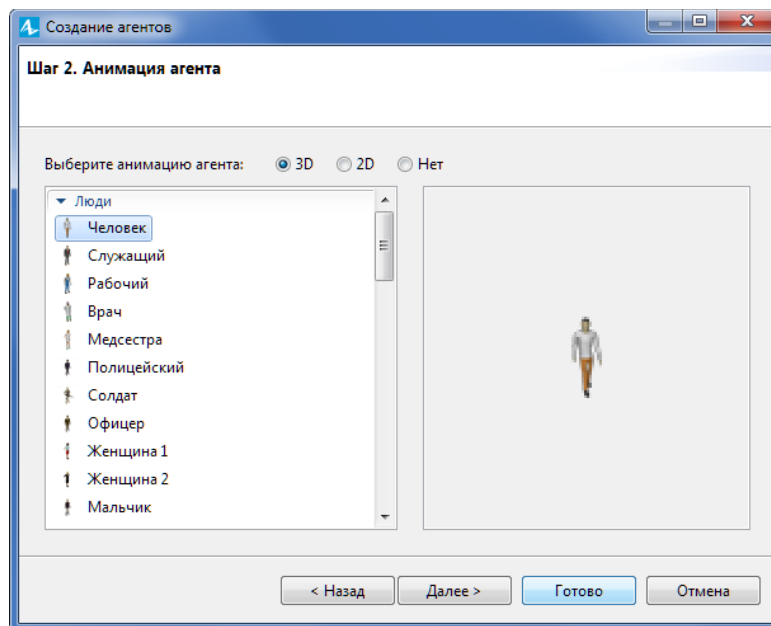 Создание агентов
Шаг 2. Анимация агента
Выберите анимацию агента: 3D 2D Нет
Люди
Человек
Служащий
Рабочий
Врач
Медсестра
Полицейский
Солдат
Офицер
Женщина 1
Женщина 2
Мальчик
< Назад Далее > Готово Отмена